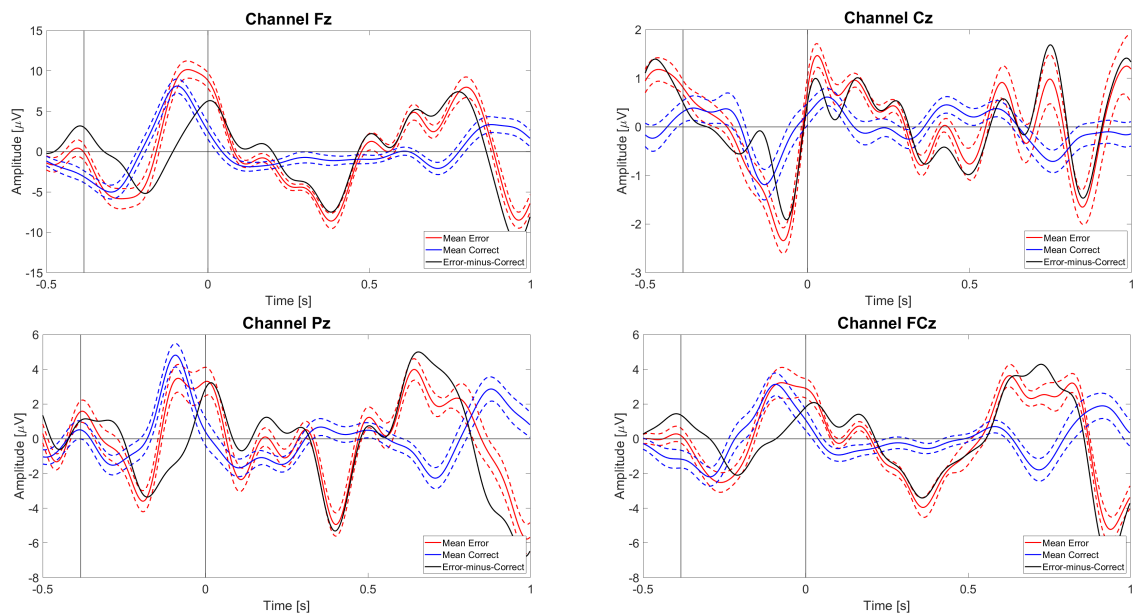 Channel Fz
15
10
5
0
-5
-10
-15
Amplitude [μV]
-0.5
0
0.5
1
Time [s]
Mean Error
Mean Correct
Error-minus-Correct
Channel Cz
2
1
0
-1
-2
-3
Amplitude [μV]
-0.5
0
0.5
1
Time [s]
Mean Error
Mean Correct
Error-minus-Correct
Channel Pz
6
4
2
0
-2
-4
-6
-8
Amplitude [μV]
-0.5
0
0.5
1
Time [s]
Mean Error
Mean Correct
Error-minus-Correct
Channel FCz
6
4
2
0
-2
-4
-6
-8
Amplitude [μV]
-0.5
0
0.5
1
Time [s]
Mean Error
Mean Correct
Error-minus-Correct